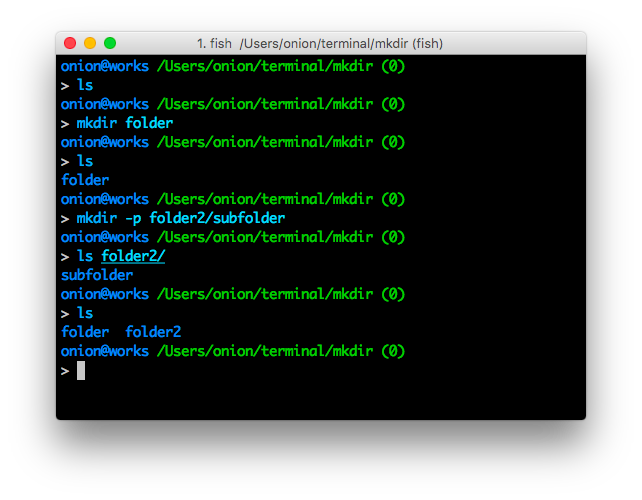 1. fish  /Users/onion/terminal/mkdir (fish)
onion@works /Users/onion/terminal/mkdir (0)
> ls
onion@works /Users/onion/terminal/mkdir (0)
> mkdir folder
onion@works /Users/onion/terminal/mkdir (0)
> ls
folder
onion@works /Users/onion/terminal/mkdir (0)
> mkdir -p folder2/subfolder
onion@works /Users/onion/terminal/mkdir (0)
> ls folder2/
subfolder
onion@works /Users/onion/terminal/mkdir (0)
> ls
folder  folder2
onion@works /Users/onion/terminal/mkdir (0)
>